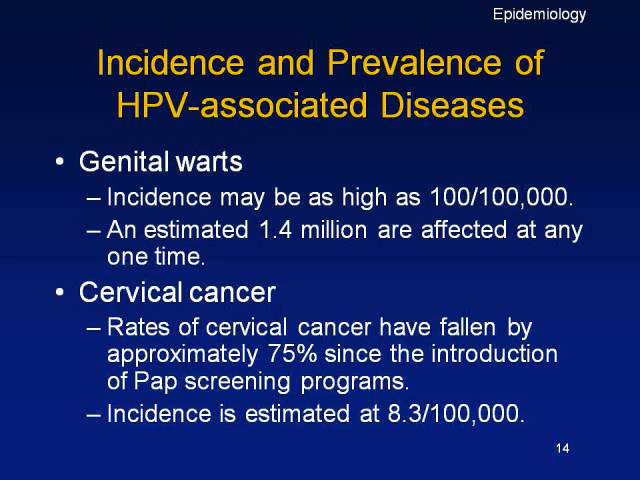 Epidemiology
Incidence and Prevalence of
HPV-associated Diseases
• Genital warts
– Incidence may be as high as 100/100,000.
– An estimated 1.4 million are affected at any
one time.
• Cervical cancer
– Rates of cervical cancer have fallen by
approximately 75% since the introduction
of Pap screening programs.
– Incidence is estimated at 8.3/100,000.
14